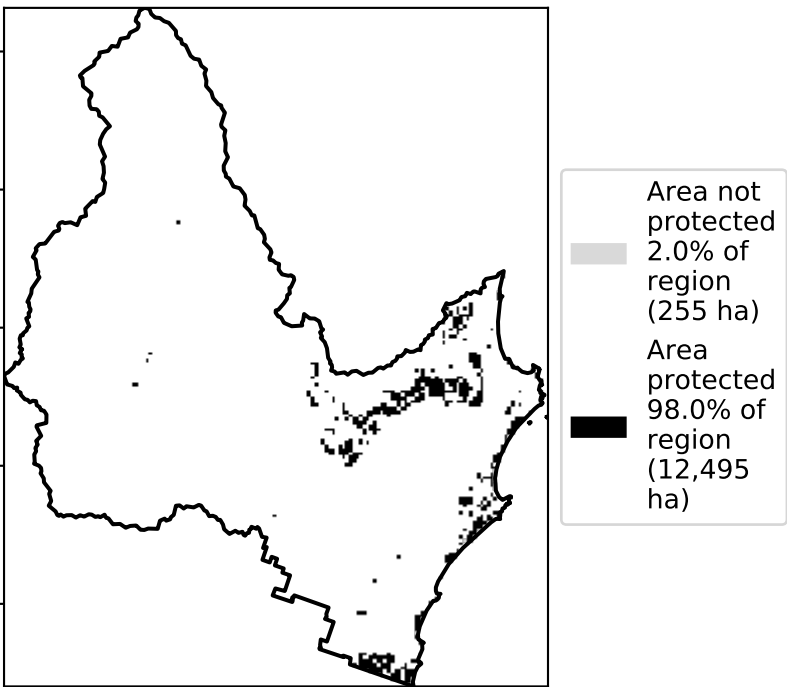 Area not
protected
2.0% of
region
(255 ha)
Area
protected
98.0% of
region
(12,495
ha)